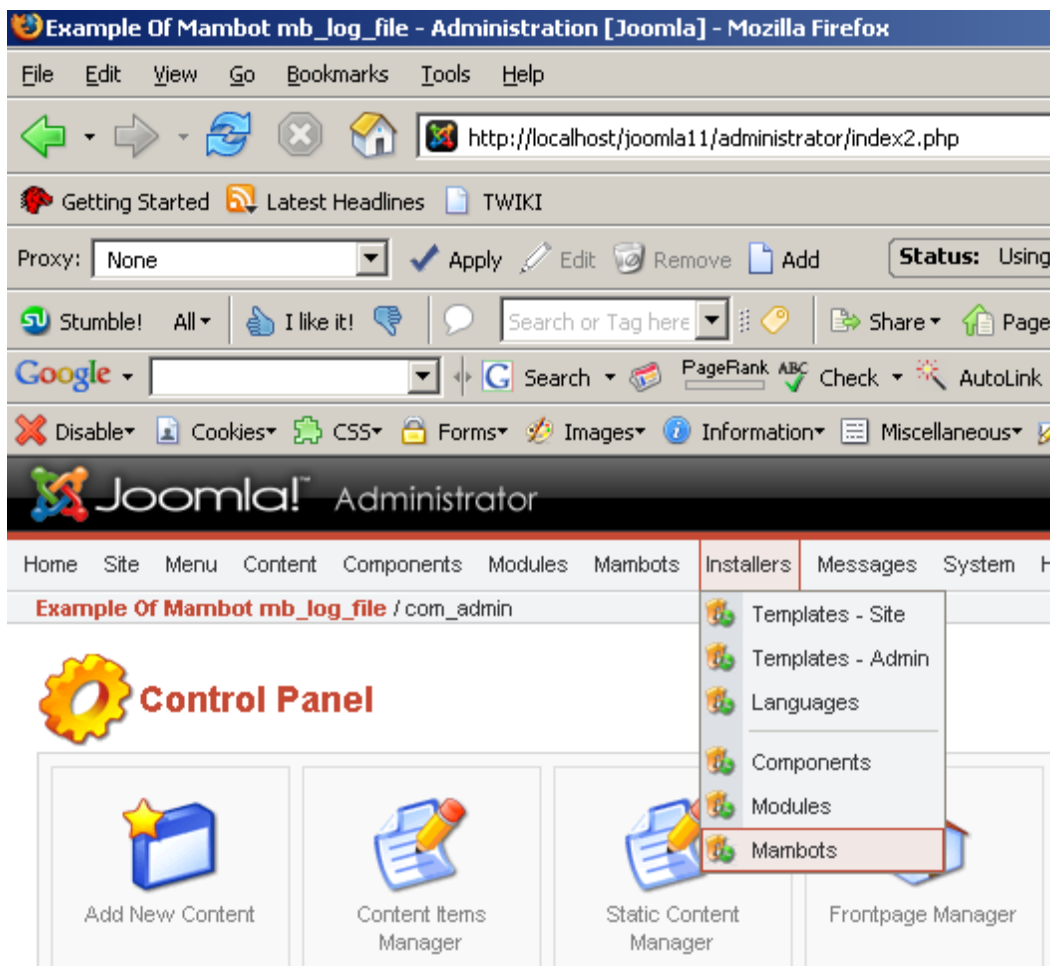 Example Of Mambot mb_log_file - Administration [Joomla] - Mozilla Firefox
File Edit View Go Bookmarks Tools Help
http://localhost/joomla11/administrator/index2.php
Getting Started Latest Headlines TWIKI
Proxy: None Apply Edit Remove Add Status: Using
Stumble! All I like it! Search or Tag here Share Page
Google G Search PageRank ABC Check AutoLink
Disable Cookies CSS Forms Images Information Miscellaneous
Joomla!™ Administrator
Home Site Menu Content Components Modules Mambots Installers Messages System H
Example Of Mambot mb_log_file / com_admin
Templates - Site
Templates - Admin
Languages
Components
Modules
Mambots
Control Panel
Add New Content
Content Items
Manager
Static Content
Manager
Frontpage Manager